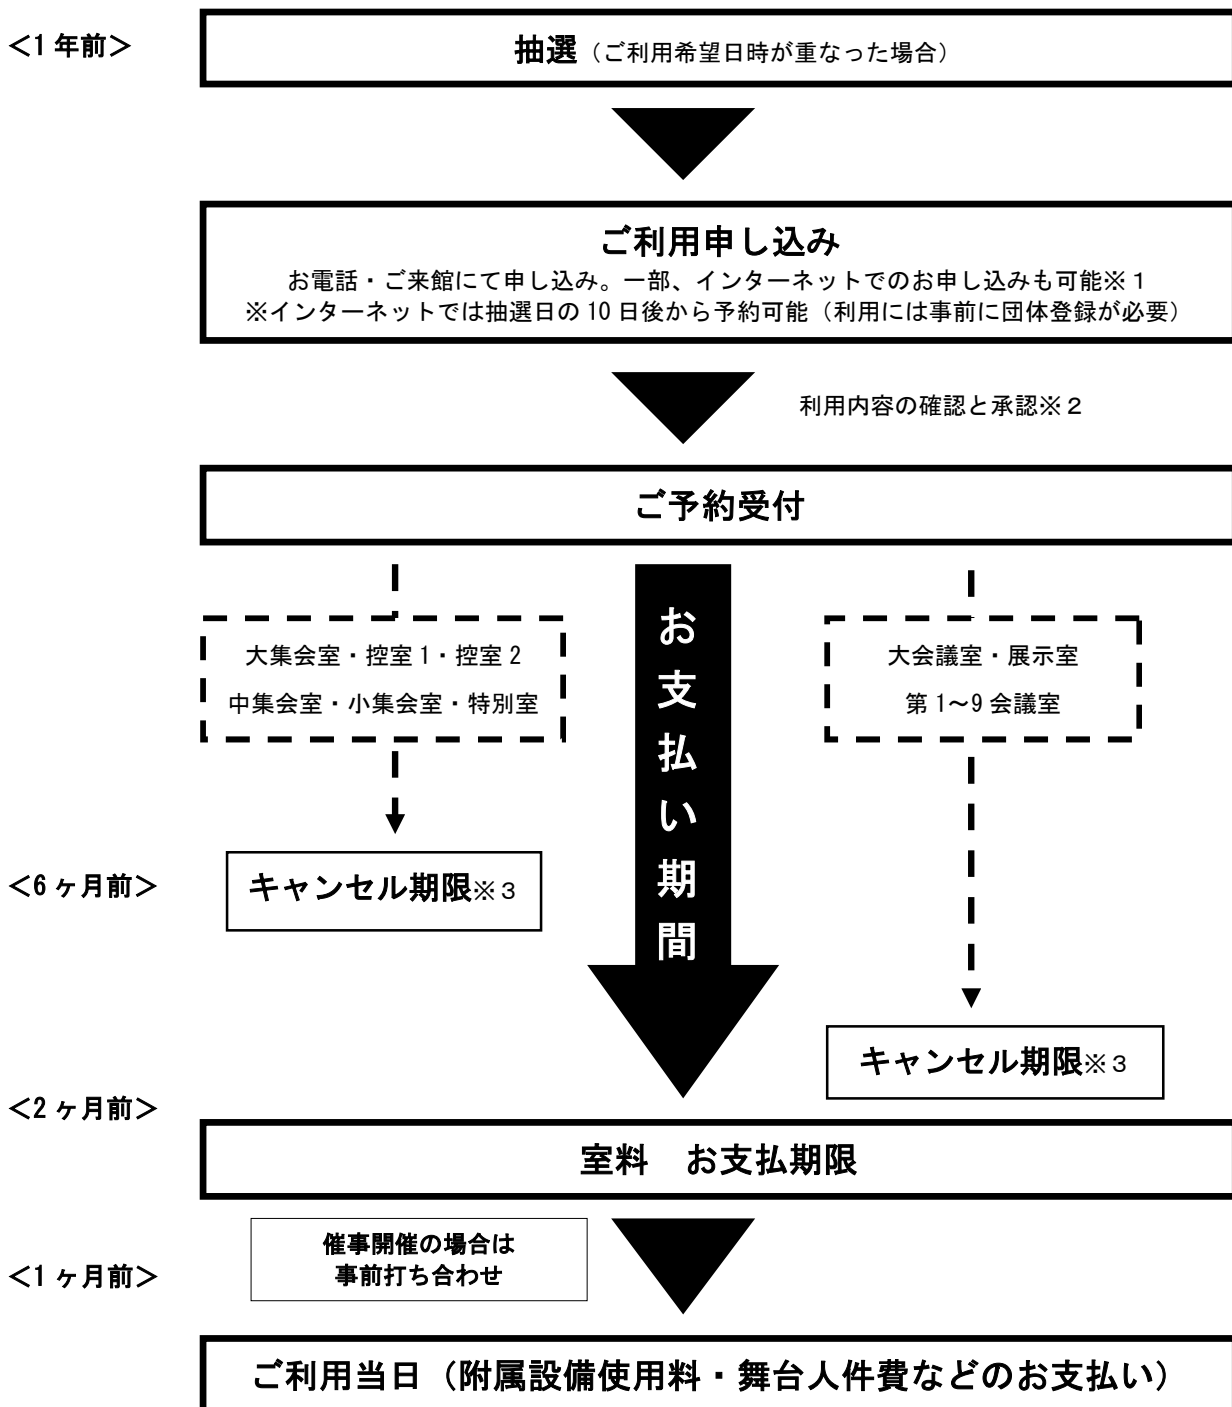 ＜1 年前＞
抽選（ご利用希望日時が重なった場合）
ご利用申し込み
お電話・ご来館にて申し込み。一部、インターネットでのお申し込みも可能※１
※インターネットでは抽選日の 10 日後から予約可能（利用には事前に団体登録が必要）
利用内容の確認と承認※２
ご予約受付
大集会室・控室 1・控室 2
中集会室・小集会室・特別室
お支払い期間
大会議室・展示室
第 1～9 会議室
＜6 ヶ月前＞
キャンセル期限※３
キャンセル期限※３
＜2 ヶ月前＞
室料　お支払期限
催事開催の場合は
事前打ち合わせ
＜1 ヶ月前＞
ご利用当日（附属設備使用料・舞台人件費などのお支払い）